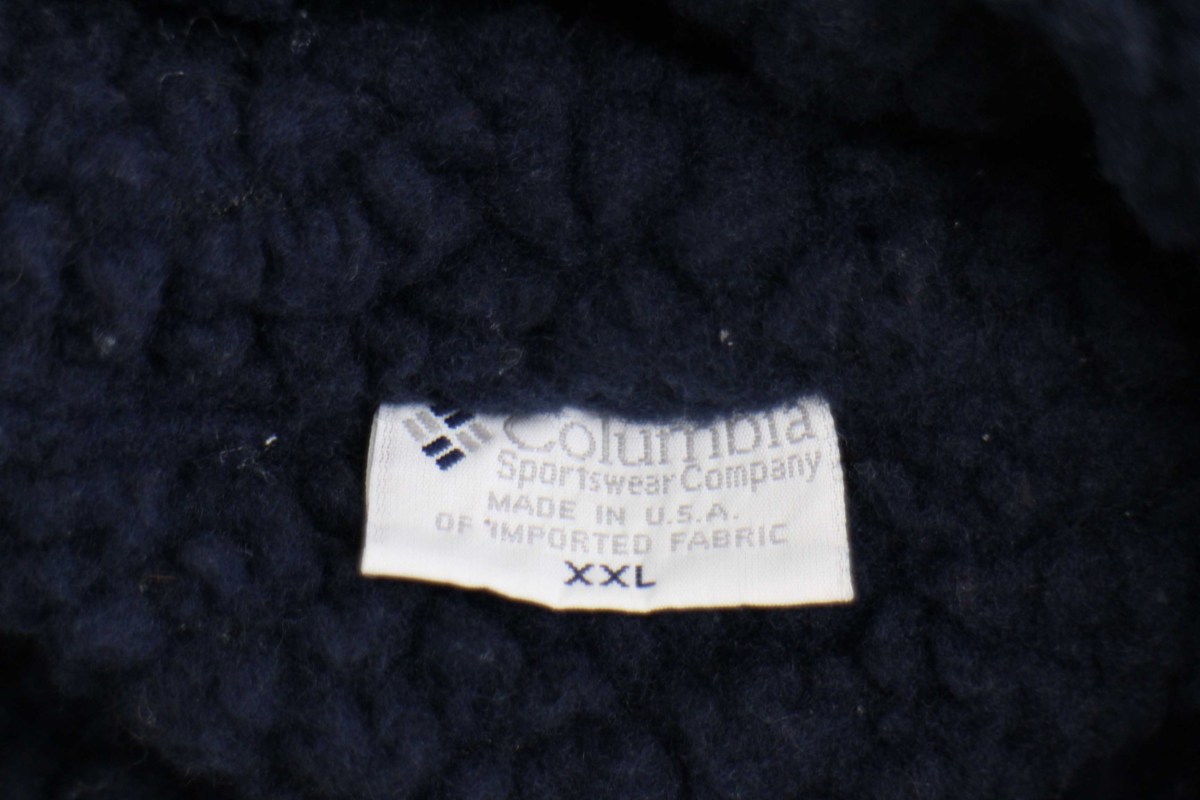 Columbia
Sportswear Company
MADE IN U.S.A.
OF IMPORTED FABRIC
XXL